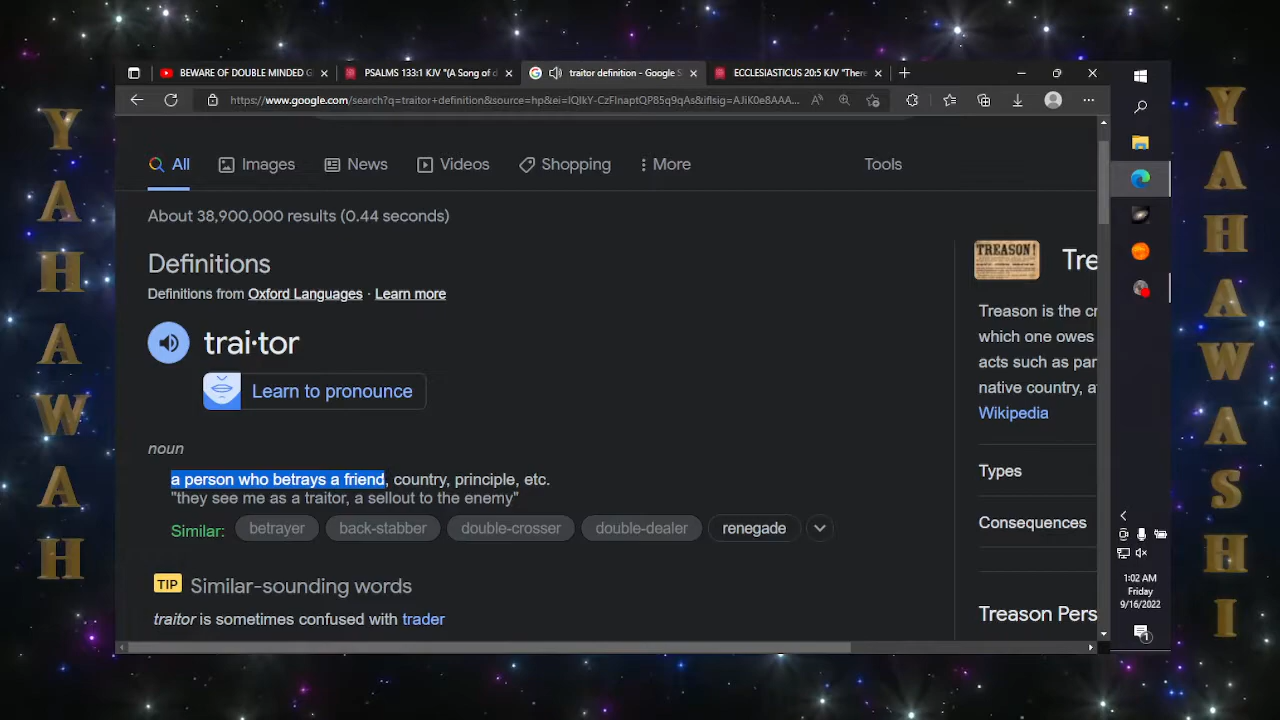 YAHAWAH
BEWARE OF DOUBLE MINDED G
PSALMS 133:1 KJV "(A Song of d
traitor definition - Google S
ECCLESIASTICUS 20:5 KJV "There
https://www.google.com/search?q=traitor+definition&source=hp&ei=
All
Images
News
Videos
Shopping
More
Tools
About 38,900,000 results (0.44 seconds)
Definitions
Definitions from Oxford Languages · Learn more
trai·tor
Learn to pronounce
noun
a person who betrays a friend, country, principle, etc.
"they see me as a traitor, a sellout to the enemy"
Similar: betrayer back-stabber double-crosser double-dealer renegade
TIP Similar-sounding words
traitor is sometimes confused with trader
TREASON!
Tre
Treason is the cr
which one owes
acts such as par
native country, a
Wikipedia
Types
Consequences
Treason Pers
1:02 AM
Friday
9/16/2022
1
YAHAWASHI